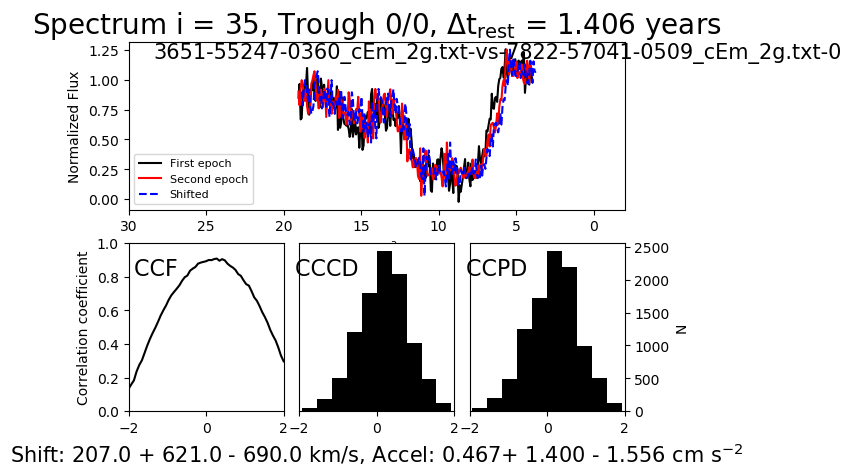 Spectrum i = 35, Trough 0/0, Δt_rest = 1.406 years
3651-55247-0360_cEm_2g.txt-vs-7822-57041-0509_cEm_2g.txt-0
Normalized Flux
1.25
1.00
0.75
0.50
0.25
0.00
First epoch
Second epoch
Shifted
30 25 20 15 10 5 0
Correlation coefficient
1.0
0.8
0.6
0.4
0.2
0.0
CCF
−2 0 2
CCCD
−2 0 2
CCPD
−2 0 2
2500
2000
1500
1000
500
0
N
Shift: 207.0 + 621.0 - 690.0 km/s, Accel: 0.467+ 1.400 - 1.556 cm s⁻²